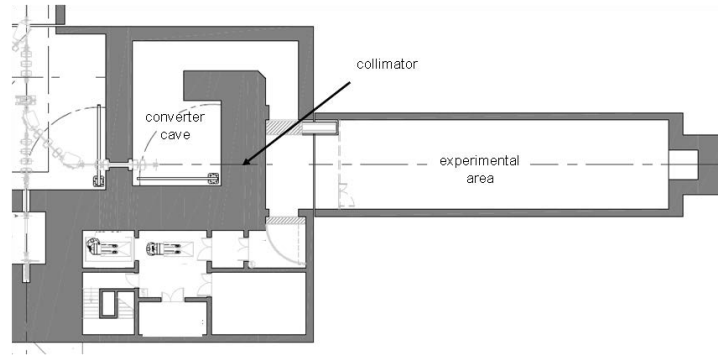 collimator
converter
cave
experimental
area